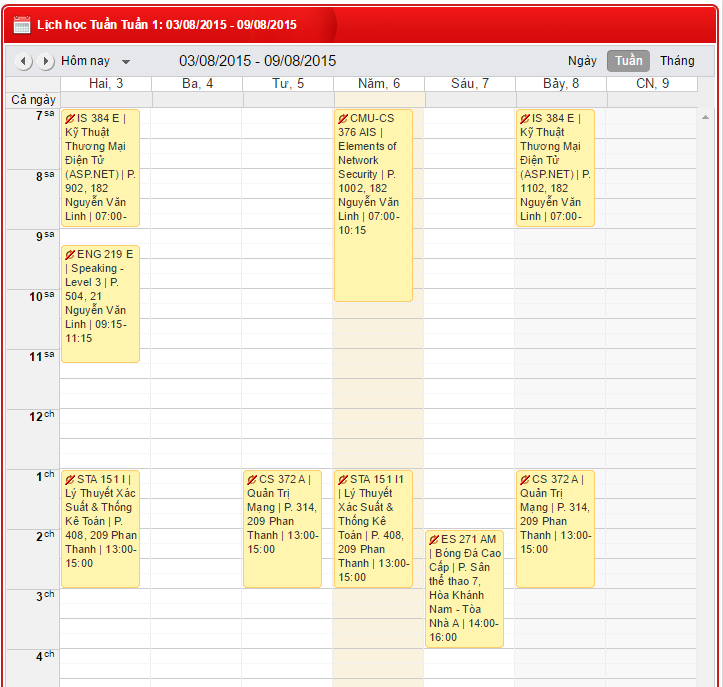 Lịch học Tuần Tuần 1: 03/08/2015 - 09/08/2015
Hôm nay
03/08/2015 - 09/08/2015
Ngày
Tuần
Tháng
Hai, 3
Ba, 4
Tư, 5
Năm, 6
Sáu, 7
Bảy, 8
CN, 9
Cả ngày
7 sa
8 sa
9 sa
10 sa
11 sa
12 ch
1 ch
2 ch
3 ch
4 ch
IS 384 E |
Kỹ Thuật
Thương Mại
Điện Tử
(ASP.NET) | P.
902, 182
Nguyễn Văn
Linh | 07:00-
ENG 219 E
| Speaking -
Level 3 | P.
504, 21
Nguyễn Văn
Linh | 09:15-
11:15
STA 151 I |
Lý Thuyết Xác
Suất & Thống
Kê Toán | P.
408, 209 Phan
Thanh | 13:00-
15:00
CS 372 A |
Quản Trị
Mạng | P. 314,
209 Phan
Thanh | 13:00-
15:00
CMU-CS
376 AIS |
Elements of
Network
Security | P.
1002, 182
Nguyễn Văn
Linh | 07:00-
10:15
STA 151 I1
| Lý Thuyết
Xác Suất &
Thống Kê
Toán | P. 408,
209 Phan
Thanh | 13:00-
15:00
ES 271 AM
| Bóng Đá Cao
Cấp | P. Sân
thể thao 7,
Hòa Khánh
Nam - Tòa
Nhà A | 14:00-
16:00
IS 384 E |
Kỹ Thuật
Thương Mại
Điện Tử
(ASP.NET) | P.
1102, 182
Nguyễn Văn
Linh | 07:00-
CS 372 A |
Quản Trị
Mạng | P. 314,
209 Phan
Thanh | 13:00-
15:00